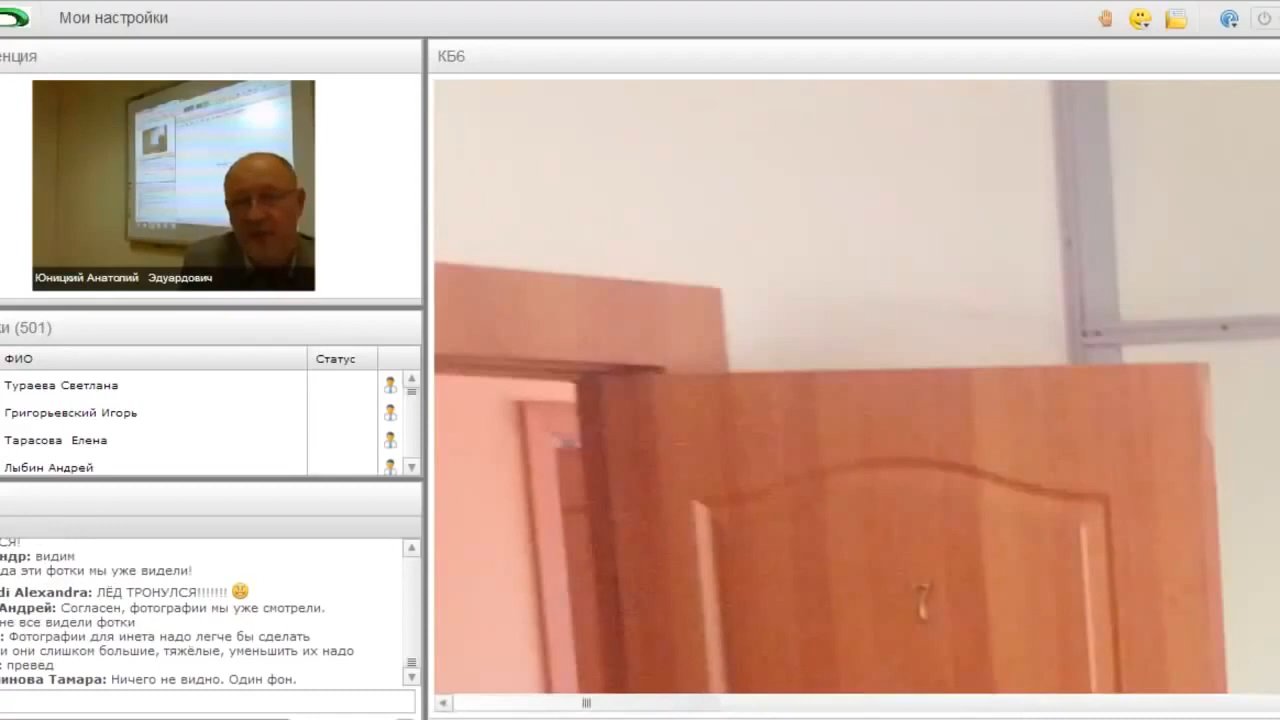 Мои настройки
енция
КБ6
Юницкий Анатолий Эдуардович
ки (501)
ФИО Статус
Тураева Светлана
Григорьевский Игорь
Тарасова Елена
Лыбин Андрей
СЯ!
ндр: видим
да эти фотки мы уже видели!
di Alexandra: ЛЁД ТРОНУЛСЯ!!!!!!!
Андрей: Согласен, фотографии мы уже смотрели.
не все видели фотки
: Фотографии для инета надо легче бы сделать
и они слишком большие, тяжёлые, уменьшить их надо
: превед
инова Тамара: Ничего не видно. Один фон.
7